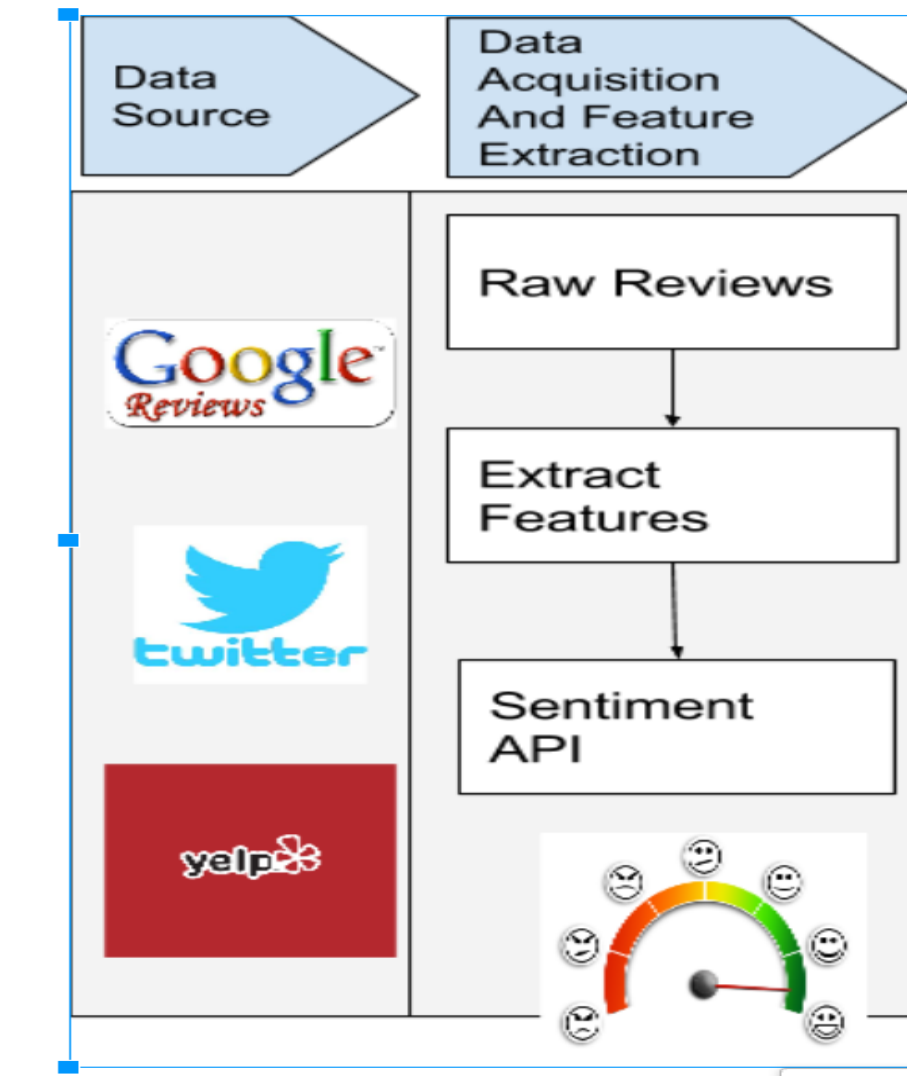 Data
Source
Data
Acquisition
And Feature
Extraction
Google
Reviews
twitter
yelp
Raw Reviews
Extract
Features
Sentiment
API